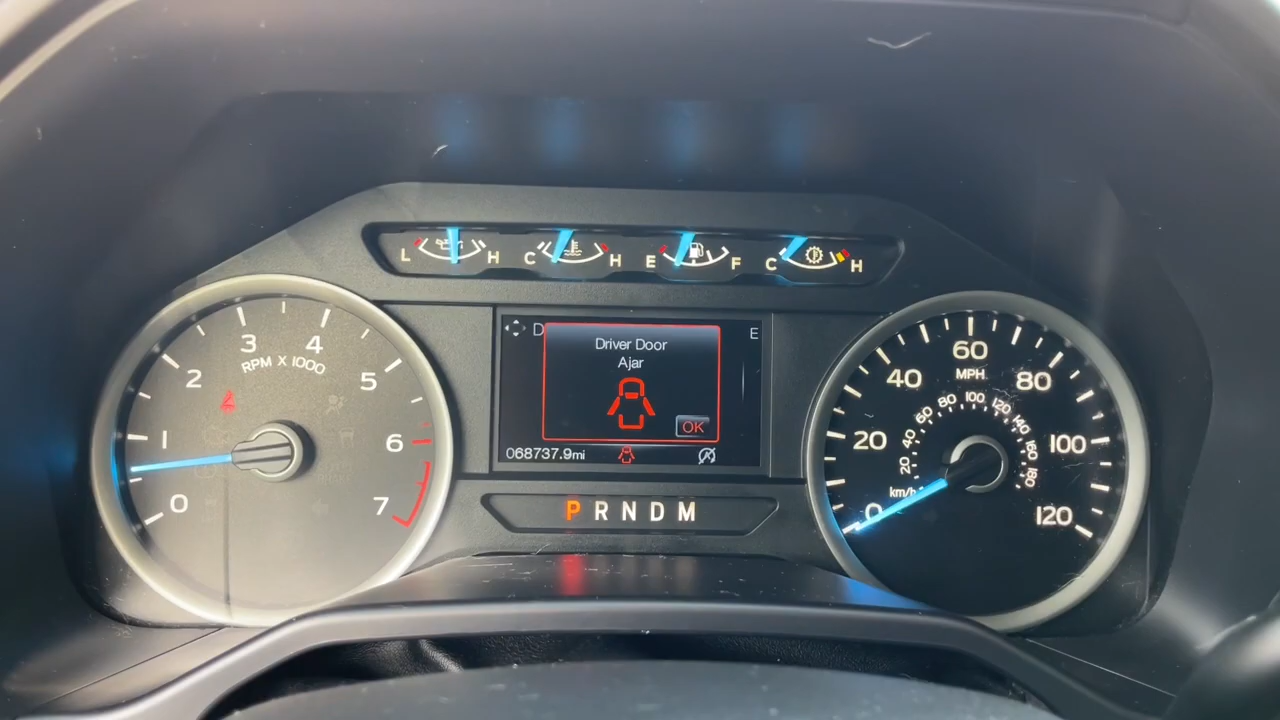 L H C H E F C H
3 4
RPM X 1000
2 5
1 6
0 7
D E
Driver Door
Ajar
OK
068737.9mi
P R N D M
60
MPH
40 80
20 100
0 120
20 40 60 80 100 120 140 160 180
km/h